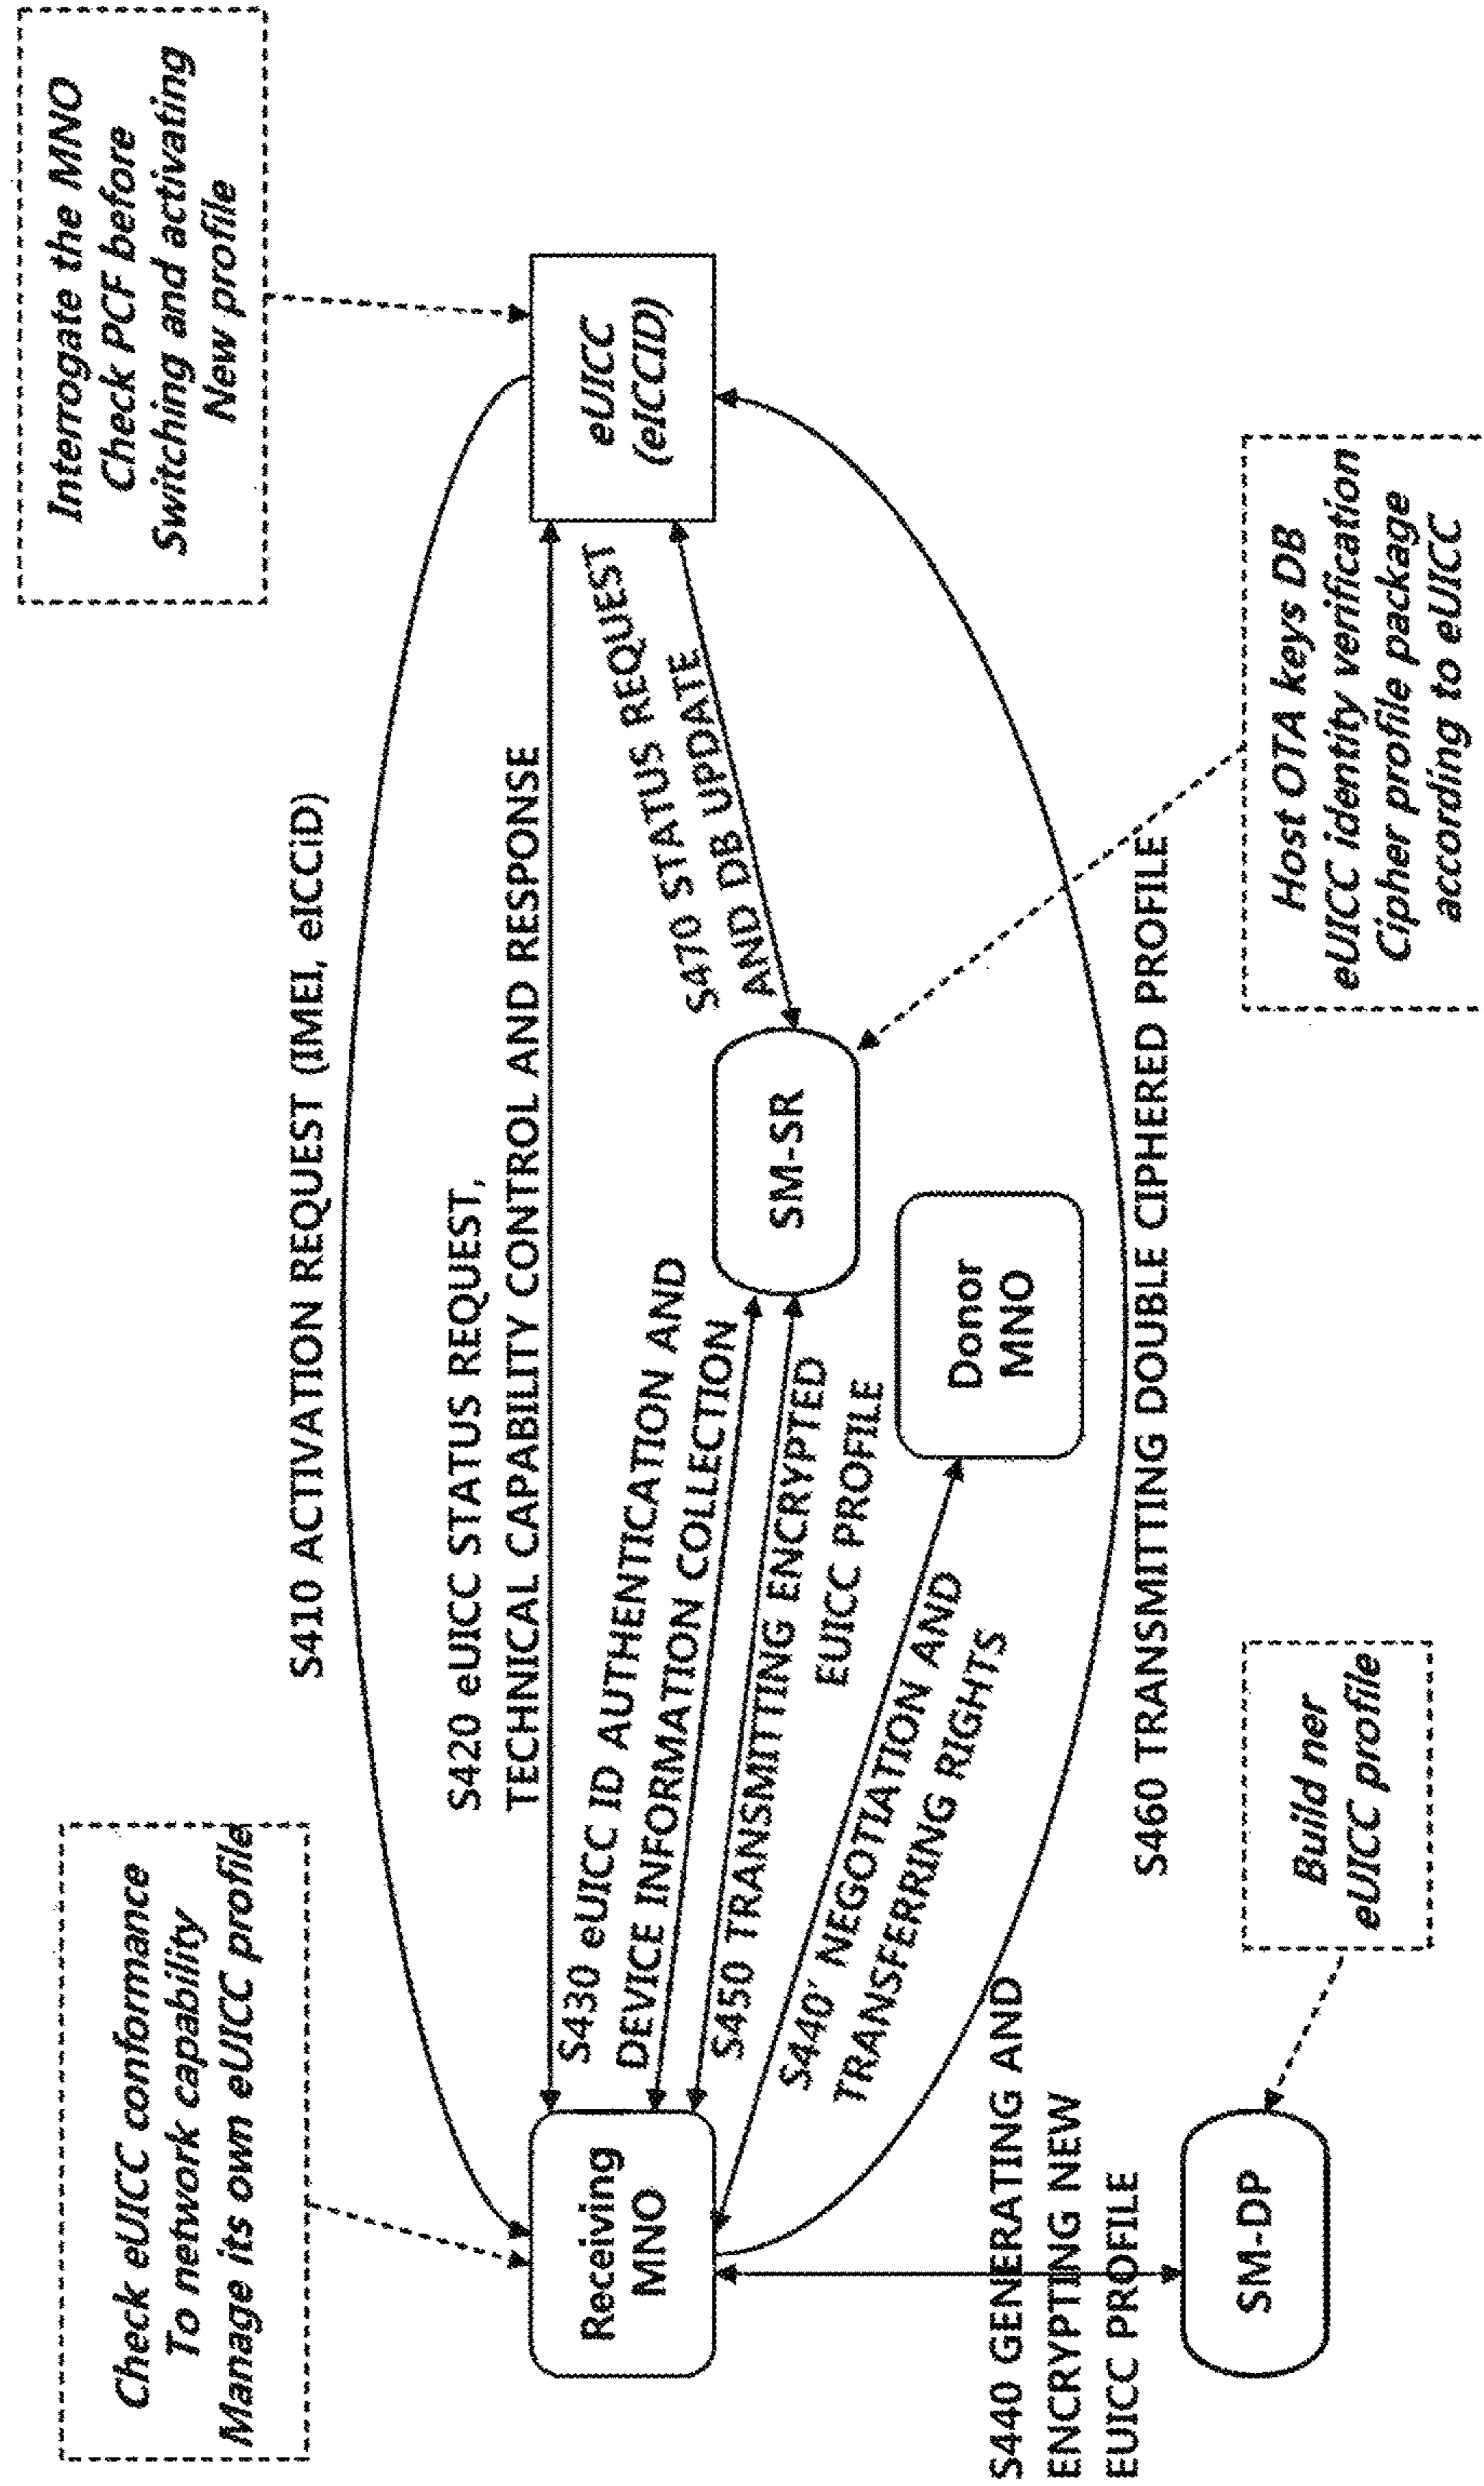 Check eUICC conformance
To network capability
Manage its own eUICC profile
Interrogate the MNO
Check PCF before
Switching and activating
New profile
S410 ACTIVATION REQUEST (IMEI, eICCiD)
S420 eUICC STATUS REQUEST,
TECHNICAL CAPABILITY CONTROL AND RESPONSE
Receiving
MNO
eUICC
(eICCID)
S430 eUICC ID AUTHENTICATION AND
DEVICE INFORMATION COLLECTION
S470 STATUS REQUEST
AND DB UPDATE
SM-SR
S450 TRANSMITTING ENCRYPTED
EUICC PROFILE
S440' NEGOTIATION AND
TRANSFERRING RIGHTS
Donor
MNO
S460 TRANSMITTING DOUBLE CIPHERED PROFILE
S440 GENERATING AND
ENCRYPTING NEW
EUICC PROFILE
SM-DP
Build ner
eUICC profile
Host OTA keys DB
eUICC identity verification
Cipher profile package
according to eUICC